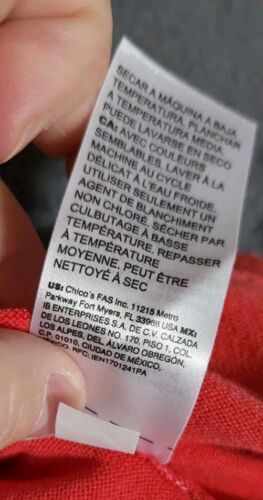 SECAR A MÁQUINA A BAJA
TEMPERATURA, PLANCHAR
A TEMPERATURA MEDIA
PUEDE LAVARSE EN SECO
CA: AVEC COULEURS
SEMBLABLES, LAVER À LA
MACHINE AU CYCLE
DÉLICAT À L'EAU FROIDE,
UTILISER SEULEMENT UN
AGENT DE BLANCHIMENT
NON CHLORÉ SÉCHER PAR
CULBUTAGE À BASSE
TEMPÉRATURE, REPASSER
À TEMPÉRATURE
MOYENNE, PEUT ÊTRE
NETTOYÉ À SEC
US: Chico's FAS Inc. 11215 Metro
Parkway Fort Myers, FL 33966 USA MX:
IB ENTERPRISES S.A. DE C.V. CALZADA
DE LOS LEONES NO. 170, PISO 1, COL.
LOS ALPES, DEL ÁLVARO OBREGÓN,
C.P. 01010, CIUDAD DE MÉXICO,
MÉXICO. RFC: IEN1701241PA